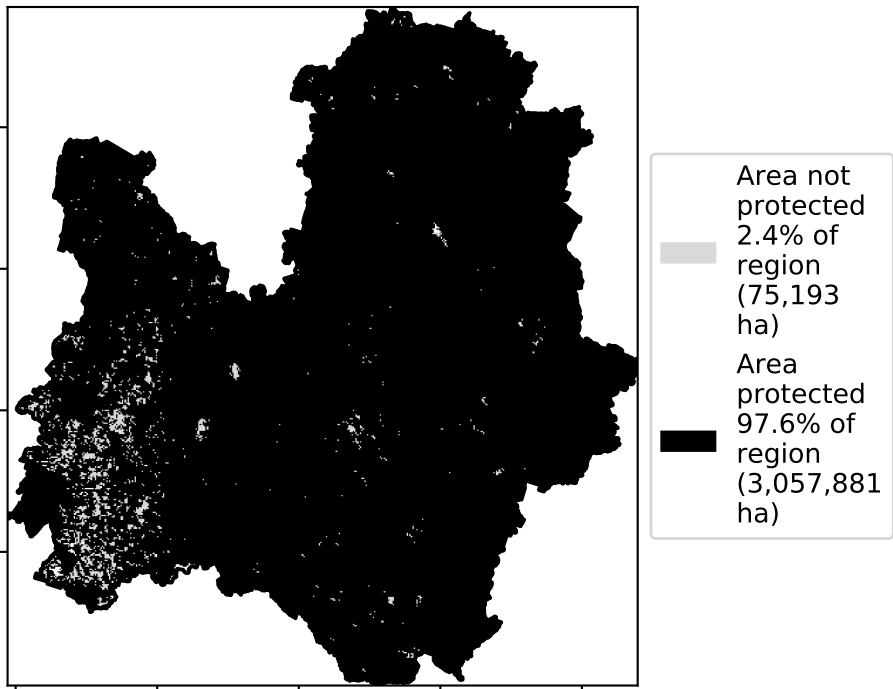 Area not
protected
2.4% of
region
(75,193
ha)
Area
protected
97.6% of
region
(3,057,881
ha)